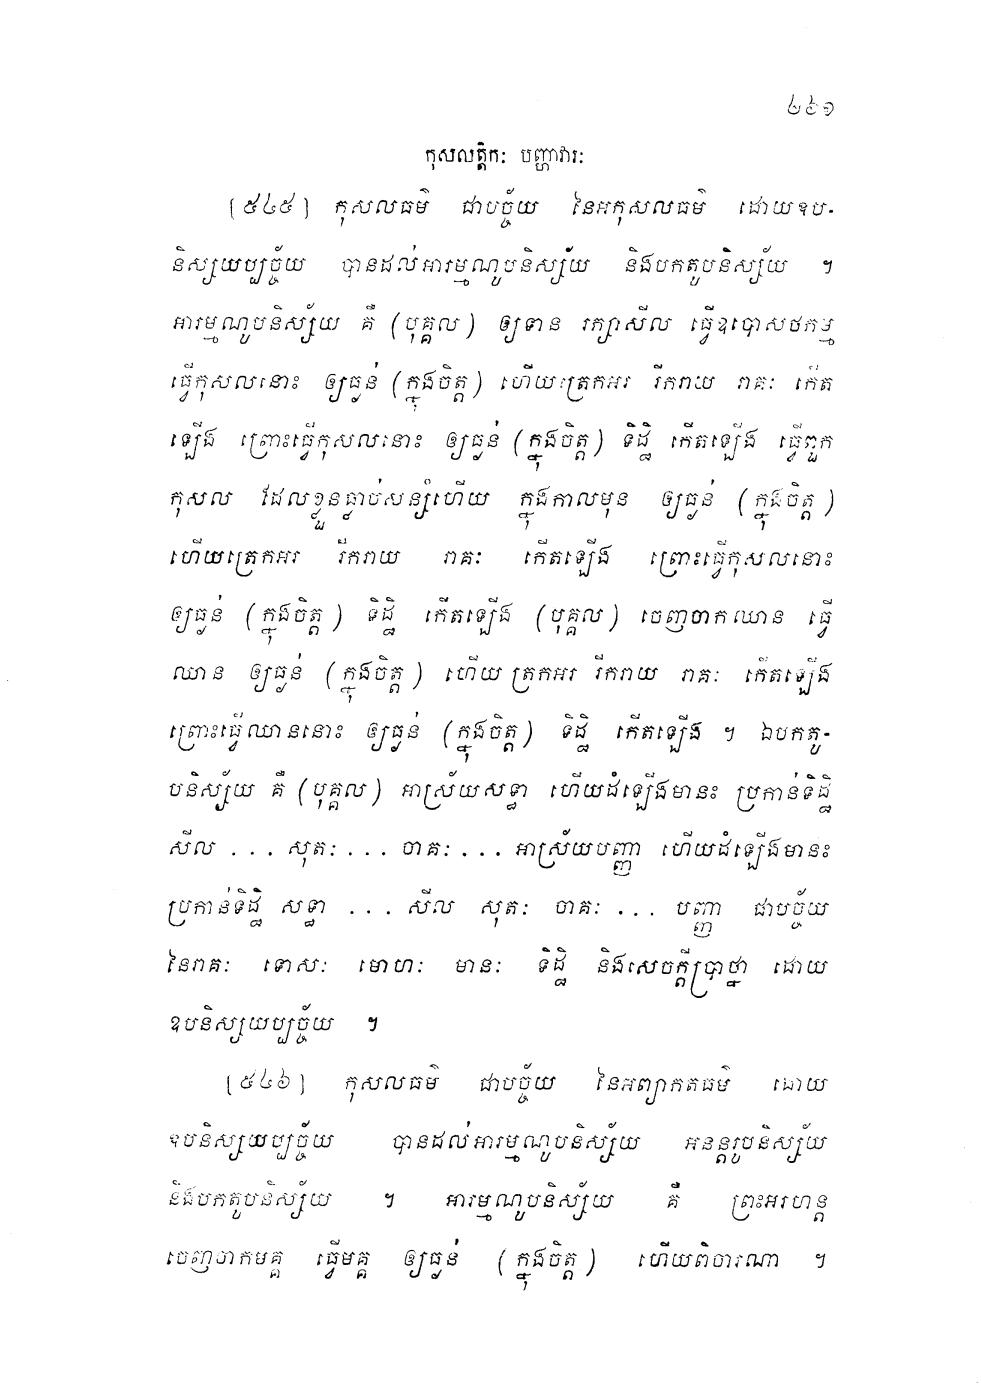 ២៦១
កុសលត្តិកៈ បញ្ហាវារៈ
[៥៤៥] កុសលធម៌ ជាបច្ច័យ នៃអកុសលធម៌ ដោយឧប-
និស្សយប្បច្ច័យ បានដល់អារម្មណូបនិស្ស័យ និងបកតូបនិស្ស័យ ។
អារម្មណូបនិស្ស័យ គឺ (បុគ្គល) ឲ្យទាន រក្សាសីល ធ្វើឧបោសថកម្ម
ធ្វើកុសលនោះ ឲ្យធ្ងន់ (ក្នុងចិត្ត) ហើយត្រេកអរ រីករាយ រាគៈ កើត
ឡើង ព្រោះធ្វើកុសលនោះ ឲ្យធ្ងន់ (ក្នុងចិត្ត) ទិដ្ឋិ កើតឡើង ធ្វើពួក
កុសល ដែលខ្លួនធ្លាប់សន្សំហើយ ក្នុងកាលមុន ឲ្យធ្ងន់ (ក្នុងចិត្ត)
ហើយត្រេកអរ រីករាយ រាគៈ កើតឡើង ព្រោះធ្វើកុសលនោះ
ឲ្យធ្ងន់ (ក្នុងចិត្ត) ទិដ្ឋិ កើតឡើង (បុគ្គល) ចេញចាកឈាន ធ្វើ
ឈាន ឲ្យធ្ងន់ (ក្នុងចិត្ត) ហើយត្រេកអរ រីករាយ រាគៈ កើតឡើង
ព្រោះធ្វើឈាននោះ ឲ្យធ្ងន់ (ក្នុងចិត្ត) ទិដ្ឋិ កើតឡើង ។ ឯបកតូ-
បនិស្ស័យ គឺ (បុគ្គល) អាស្រ័យសទ្ធា ហើយដំឡើងមានះ ប្រកាន់ទិដ្ឋិ
សីល ... សុតៈ ... ចាគៈ ... អាស្រ័យបញ្ញា ហើយដំឡើងមានះ
ប្រកាន់ទិដ្ឋិ សទ្ធា ... សីល សុតៈ ចាគៈ ... បញ្ញា ជាបច្ច័យ
នៃរាគៈ ទោសៈ មោហៈ មានៈ ទិដ្ឋិ និងសេចក្តីប្រាថ្នា ដោយ
ឧបនិស្សយប្បច្ច័យ ។
[៥៤៦] កុសលធម៌ ជាបច្ច័យ នៃអព្យាកតធម៌ ដោយ
ឧបនិស្សយប្បច្ច័យ បានដល់អារម្មណូបនិស្ស័យ អនន្តរូបនិស្ស័យ
និងបកតូបនិស្ស័យ ។ អារម្មណូបនិស្ស័យ គឺ ព្រះអរហន្ត
ចេញចាកមគ្គ ធ្វើមគ្គ ឲ្យធ្ងន់ (ក្នុងចិត្ត) ហើយពិចារណា ។